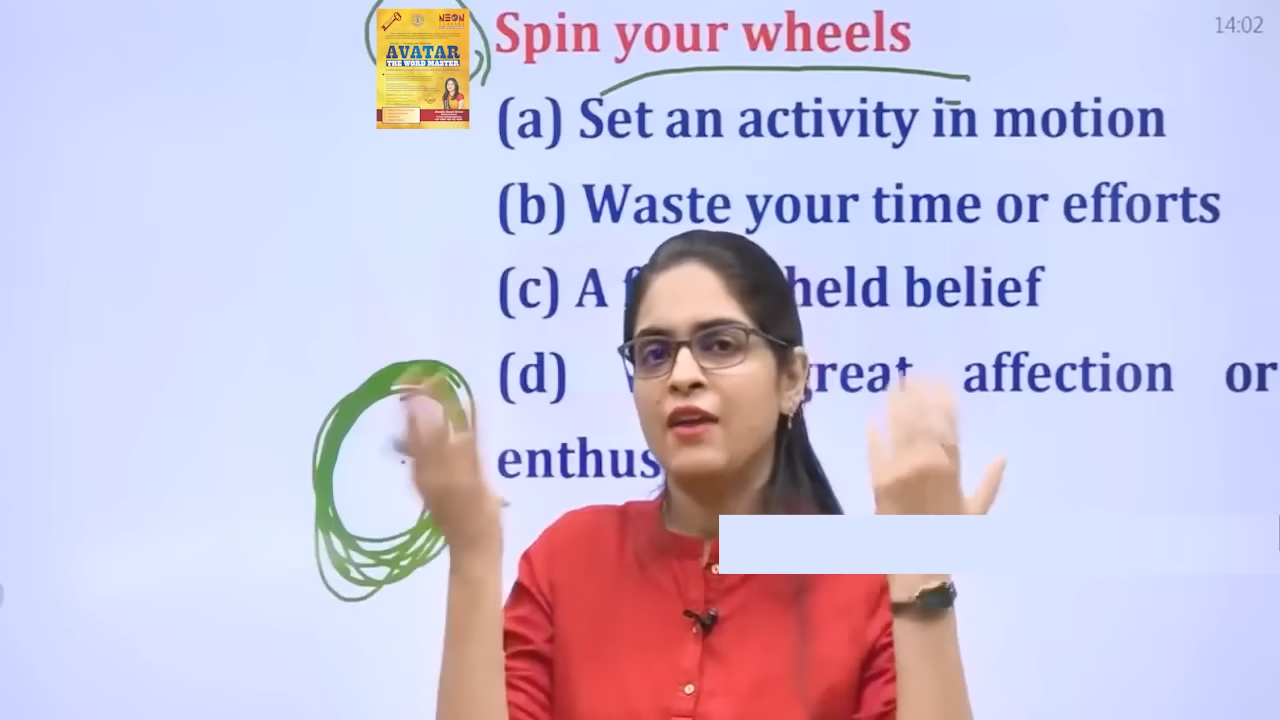 Spin your wheels
14:02
NEON
AVATAR
THE WORD MASTER
(a) Set an activity in motion
(b) Waste your time or efforts
(c) A held belief
(d) great affection or
enthus